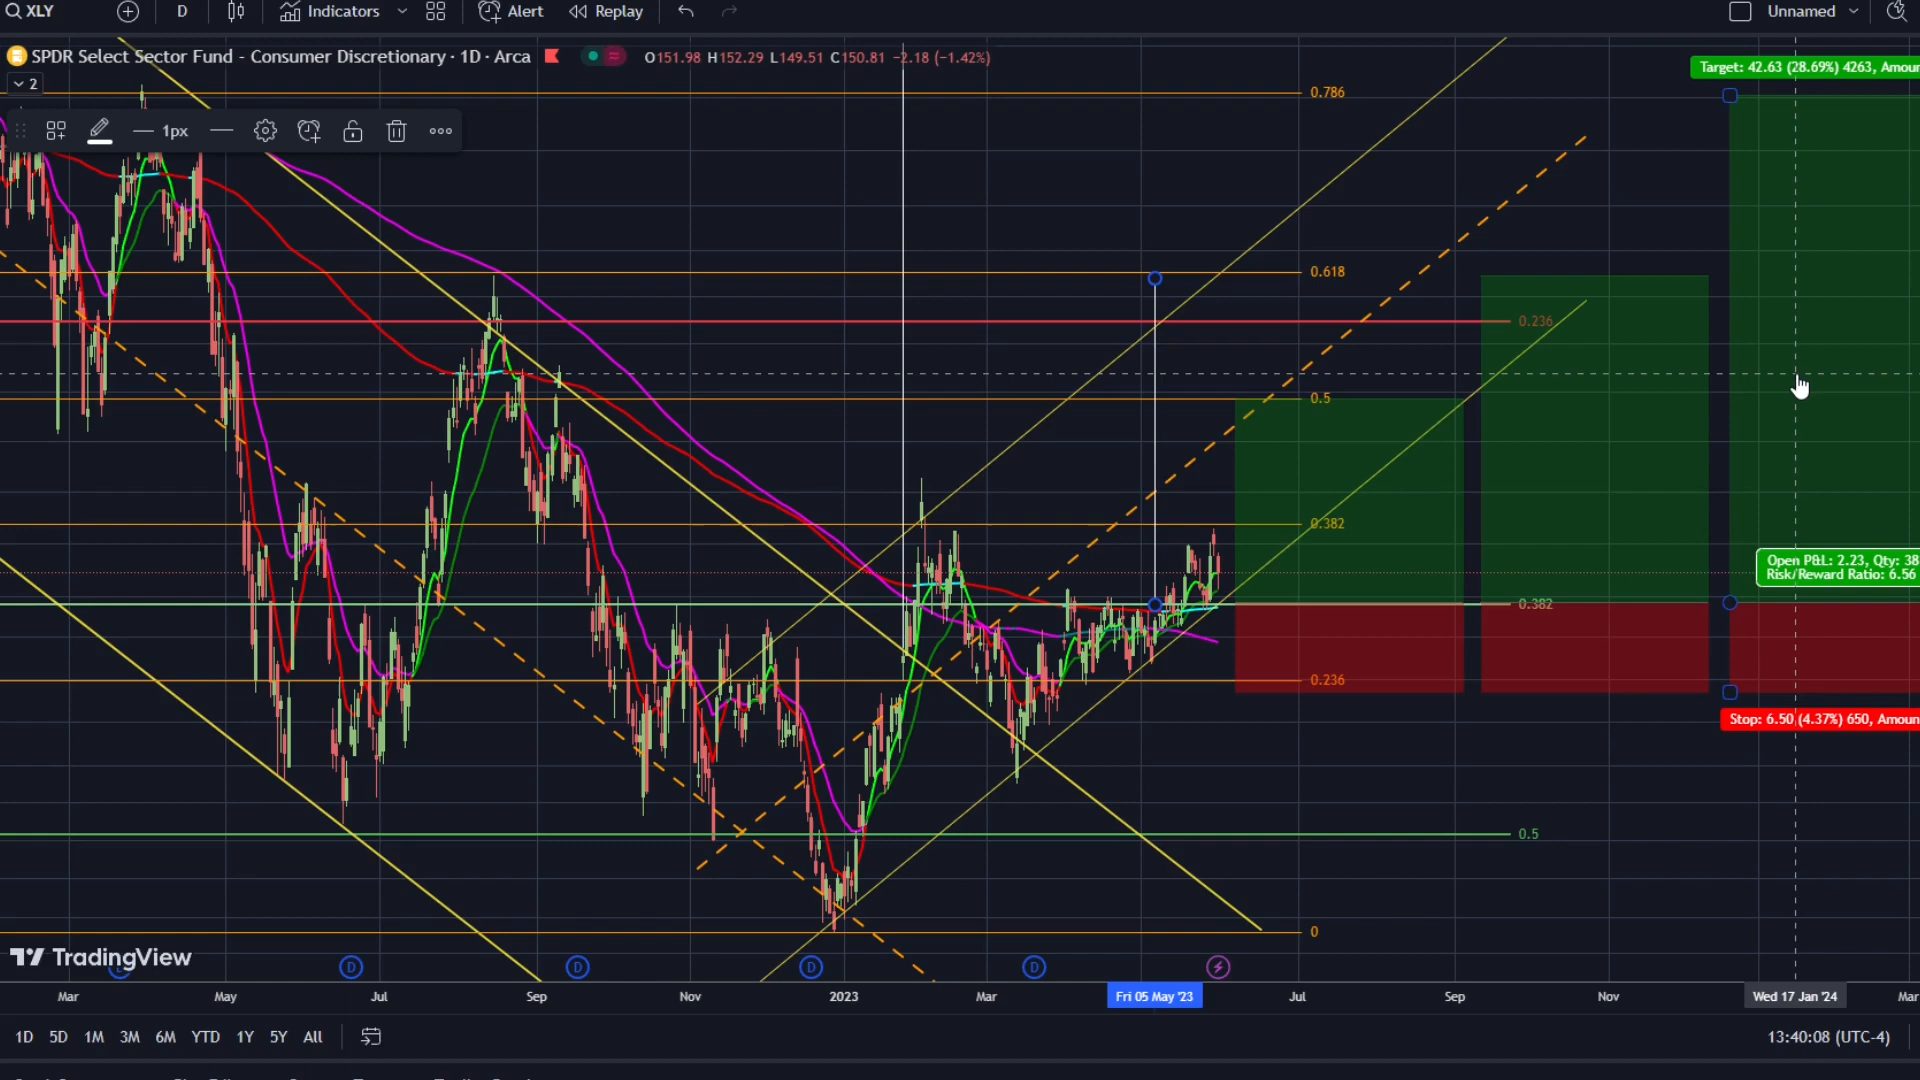 XLY
D
Indicators
Alert
Replay
Unnamed
SPDR Select Sector Fund - Consumer Discretionary · 1D · Arca
O151.98 H152.29 L149.51 C150.81 −2.18 (−1.42%)
2
1px
Target: 42.63 (28.69%) 4263, Amoun
0.786
0.618
0.236
0.5
0.382
Open P&L: 2.23, Qty: 38
Risk/Reward Ratio: 6.56
0.382
0.236
Stop: 6.50 (4.37%) 650, Amoun
0.5
0
TradingView
D
D
D
D
Mar
May
Jul
Sep
Nov
2023
Mar
Fri 05 May '23
Jul
Sep
Nov
Wed 17 Jan '24
Mar
1D 5D 1M 3M 6M YTD 1Y 5Y All
13:40:08 (UTC-4)